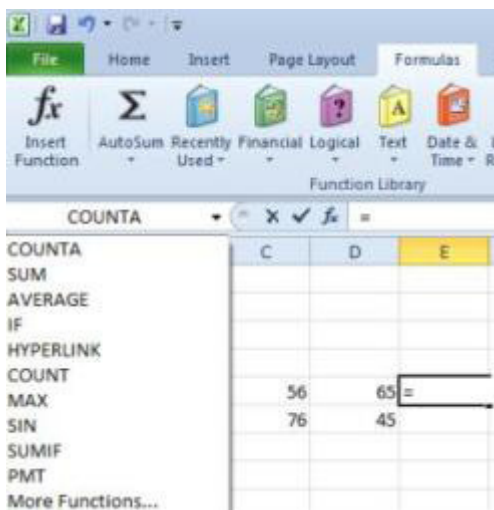 File Home Insert Page Layout Formulas
fx Σ ? A
Insert Function AutoSum Recently Used Financial Logical Text Date & Time
Function Library
COUNTA fx =
COUNTA C D E
SUM
AVERAGE
IF
HYPERLINK
COUNT 56 65 =
MAX 76 45
SIN
SUMIF
PMT
More Functions...